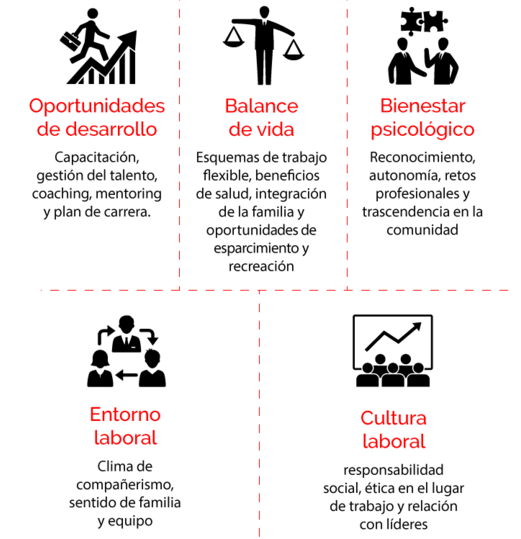 Oportunidades
de desarrollo
Capacitación,
gestión del talento,
coaching, mentoring
y plan de carrera.
Balance
de vida
Esquemas de trabajo
flexible, beneficios
de salud, integración
de la familia y
oportunidades de
esparcimiento y
recreación
Bienestar
psicológico
Reconocimiento,
autonomía, retos
profesionales y
trascendencia en la
comunidad
Entorno
laboral
Clima de
compañerismo,
sentido de familia
y equipo
Cultura
laboral
responsabilidad
social, ética en el lugar
de trabajo y relación
con líderes